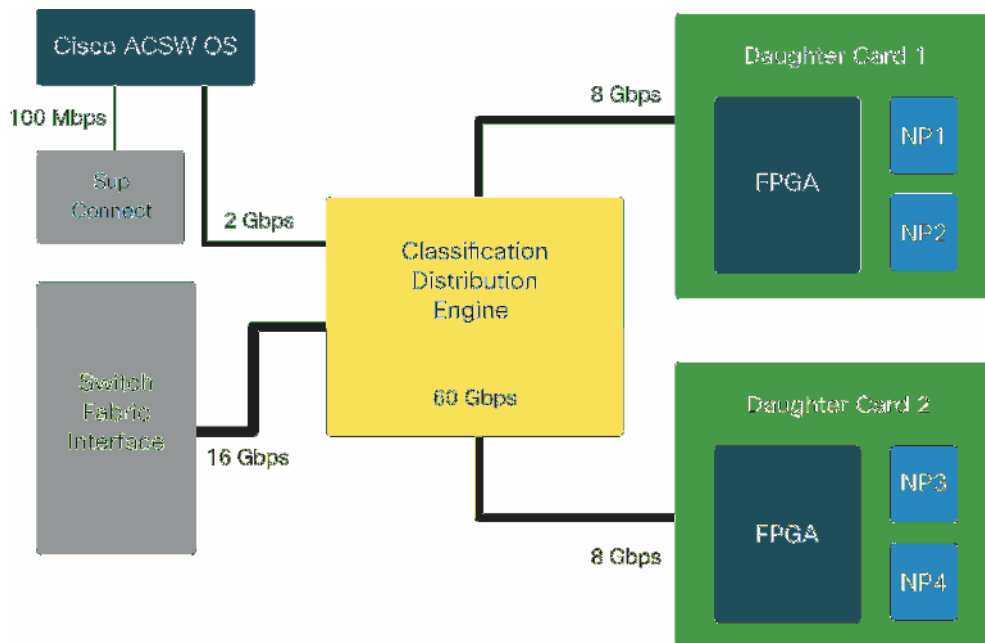 Cisco ACSW OS
100 Mbps
Sup
Connect
2 Gbps
Switch
Fabric
Interface
16 Gbps
Classification
Distribution
Engine
60 Gbps
8 Gbps
Daughter Card 1
FPGA
NP1
NP2
8 Gbps
Daughter Card 2
FPGA
NP3
NP4